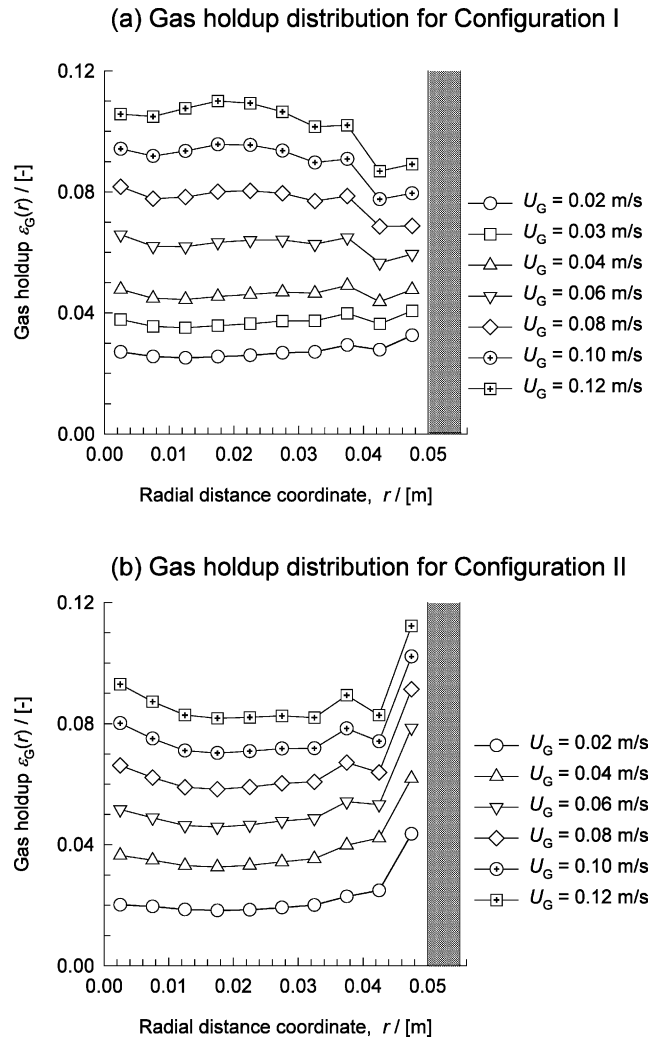 (a) Gas holdup distribution for Configuration I
0.12
0.08
0.04
0.00
Gas holdup εG(r) / [-]
0.00 0.01 0.02 0.03 0.04 0.05
Radial distance coordinate, r / [m]
UG = 0.02 m/s
UG = 0.03 m/s
UG = 0.04 m/s
UG = 0.06 m/s
UG = 0.08 m/s
UG = 0.10 m/s
UG = 0.12 m/s
(b) Gas holdup distribution for Configuration II
0.12
0.08
0.04
0.00
Gas holdup εG(r) / [-]
0.00 0.01 0.02 0.03 0.04 0.05
Radial distance coordinate, r / [m]
UG = 0.02 m/s
UG = 0.04 m/s
UG = 0.06 m/s
UG = 0.08 m/s
UG = 0.10 m/s
UG = 0.12 m/s